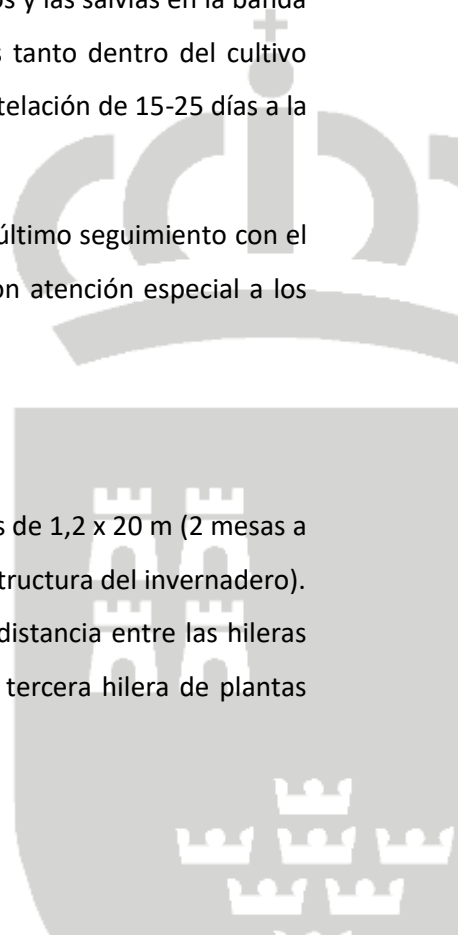 s y las salvias en la banda
s tanto dentro del cultivo
telación de 15-25 días a la
último seguimiento con el
on atención especial a los
s de 1,2 x 20 m (2 mesas a
tructura del invernadero).
distancia entre las hileras
tercera hilera de plantas